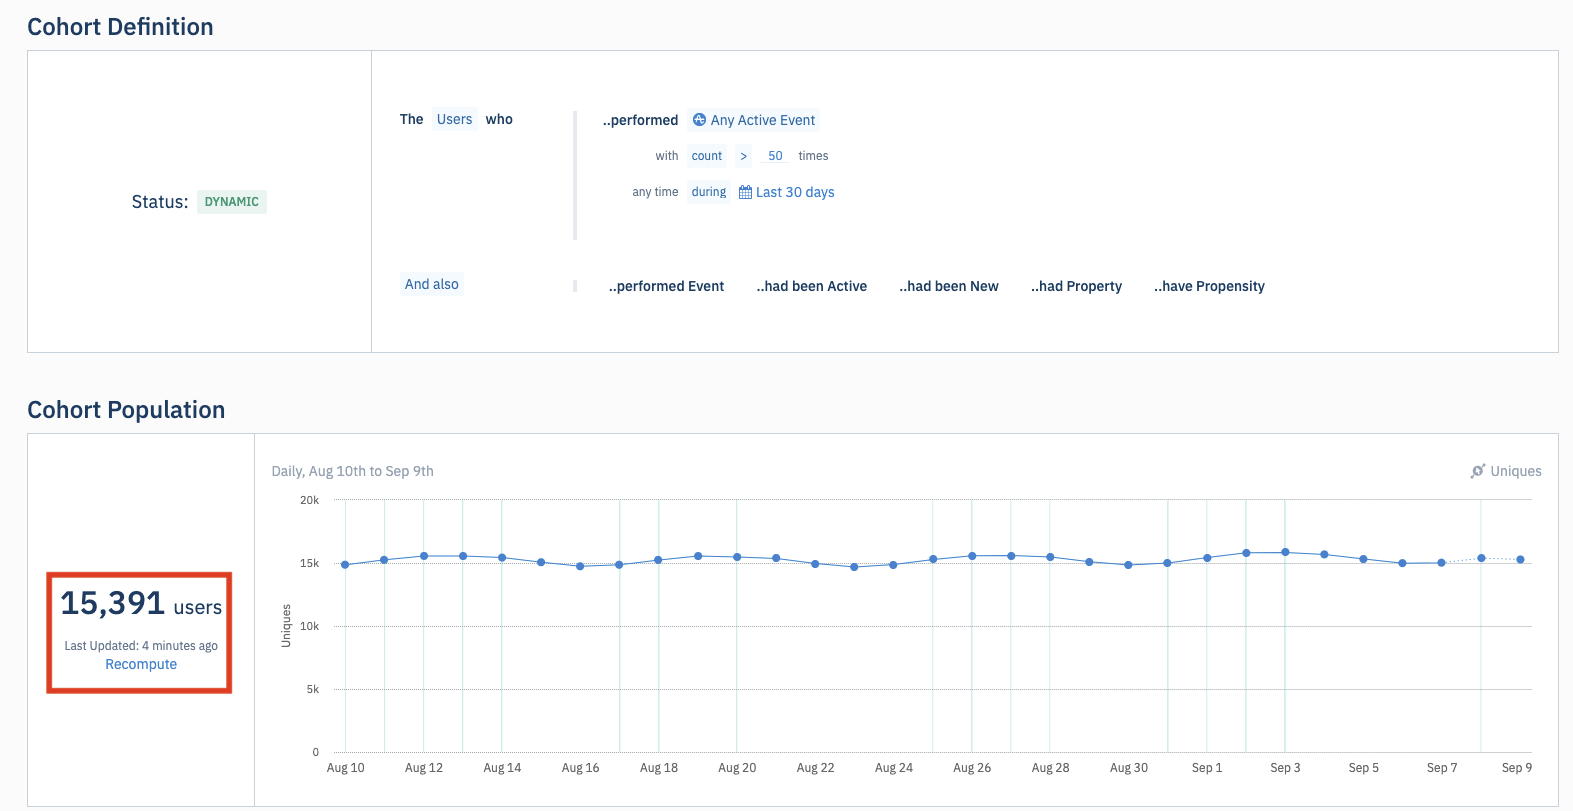 Cohort Definition
Status: DYNAMIC
The Users who ..performed Any Active Event
with count > 50 times
any time during Last 30 days
And also ..performed Event ..had been Active ..had been New ..had Property ..have Propensity
Cohort Population
15,391 users
Last Updated: 4 minutes ago
Recompute
Daily, Aug 10th to Sep 9th
Uniques
20k
15k
10k
5k
0
Uniques
Aug 10 Aug 12 Aug 14 Aug 16 Aug 18 Aug 20 Aug 22 Aug 24 Aug 26 Aug 28 Aug 30 Sep 1 Sep 3 Sep 5 Sep 7 Sep 9